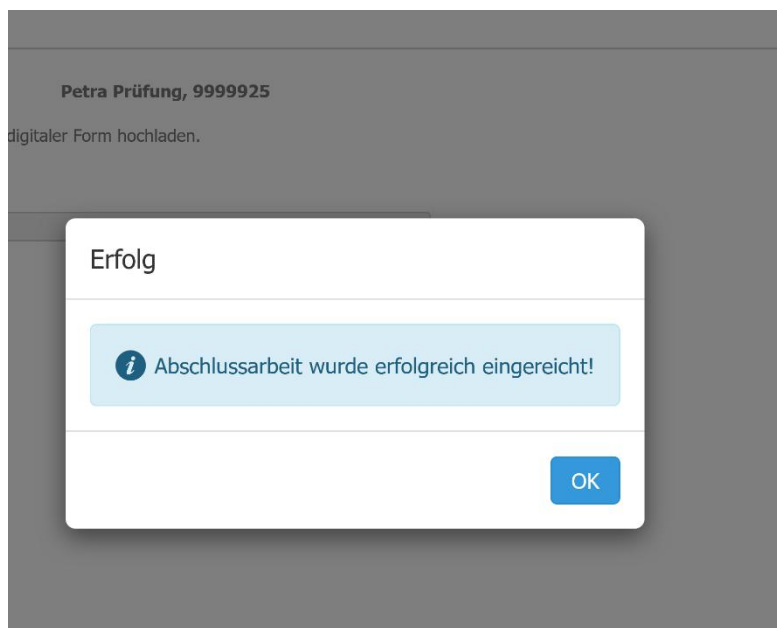 Petra Prüfung, 9999925
digitaler Form hochladen.
Erfolg
Abschlussarbeit wurde erfolgreich eingereicht!
OK